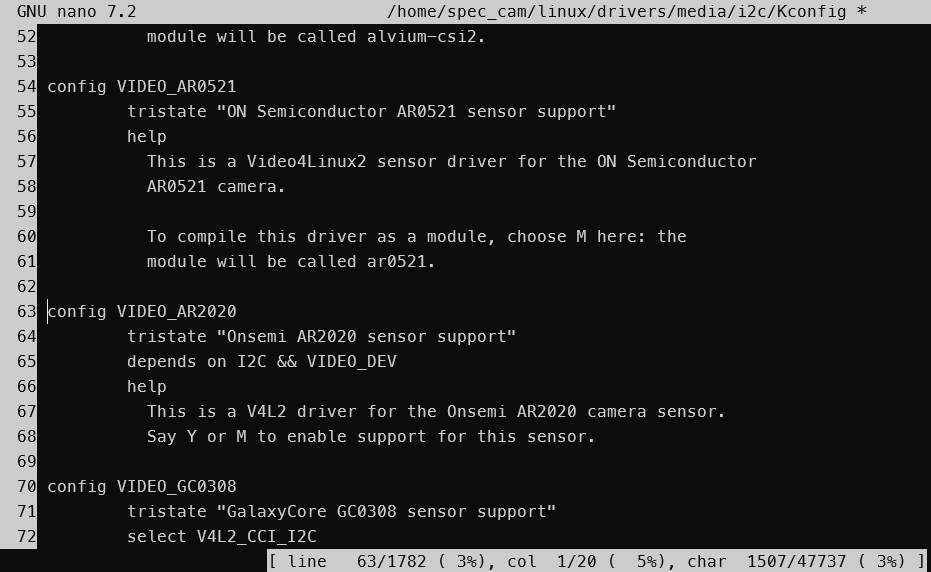 GNU nano 7.2 /home/spec_cam/linux/drivers/media/i2c/Kconfig *
52 module will be called alvium-csi2.
53
54 config VIDEO_AR0521
55 tristate "ON Semiconductor AR0521 sensor support"
56 help
57 This is a Video4Linux2 sensor driver for the ON Semiconductor
58 AR0521 camera.
59
60 To compile this driver as a module, choose M here: the
61 module will be called ar0521.
62
63 config VIDEO_AR2020
64 tristate "Onsemi AR2020 sensor support"
65 depends on I2C && VIDEO_DEV
66 help
67 This is a V4L2 driver for the Onsemi AR2020 camera sensor.
68 Say Y or M to enable support for this sensor.
69
70 config VIDEO_GC0308
71 tristate "GalaxyCore GC0308 sensor support"
72 select V4L2_CCI_I2C
[ line 63/1782 ( 3%), col 1/20 ( 5%), char 1507/47737 ( 3%) ]